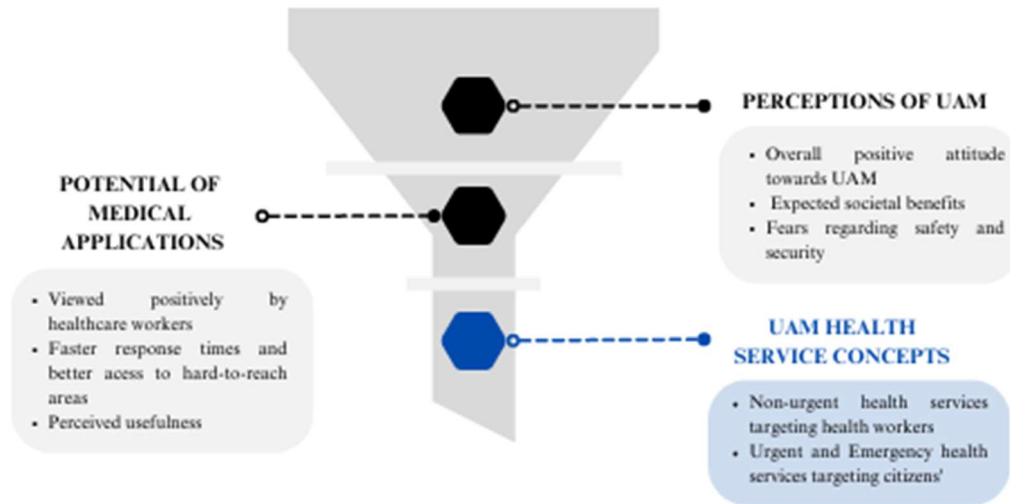 PERCEPTIONS OF UAM
• Overall positive attitude
towards UAM
• Expected societal benefits
• Fears regarding safety and
security
POTENTIAL OF
MEDICAL
APPLICATIONS
• Viewed positively by
healthcare workers
• Faster response times and
better acess to hard-to-reach
areas
• Perceived usefulness
UAM HEALTH
SERVICE CONCEPTS
• Non-urgent health services
targeting health workers
• Urgent and Emergency health
services targeting citizens'